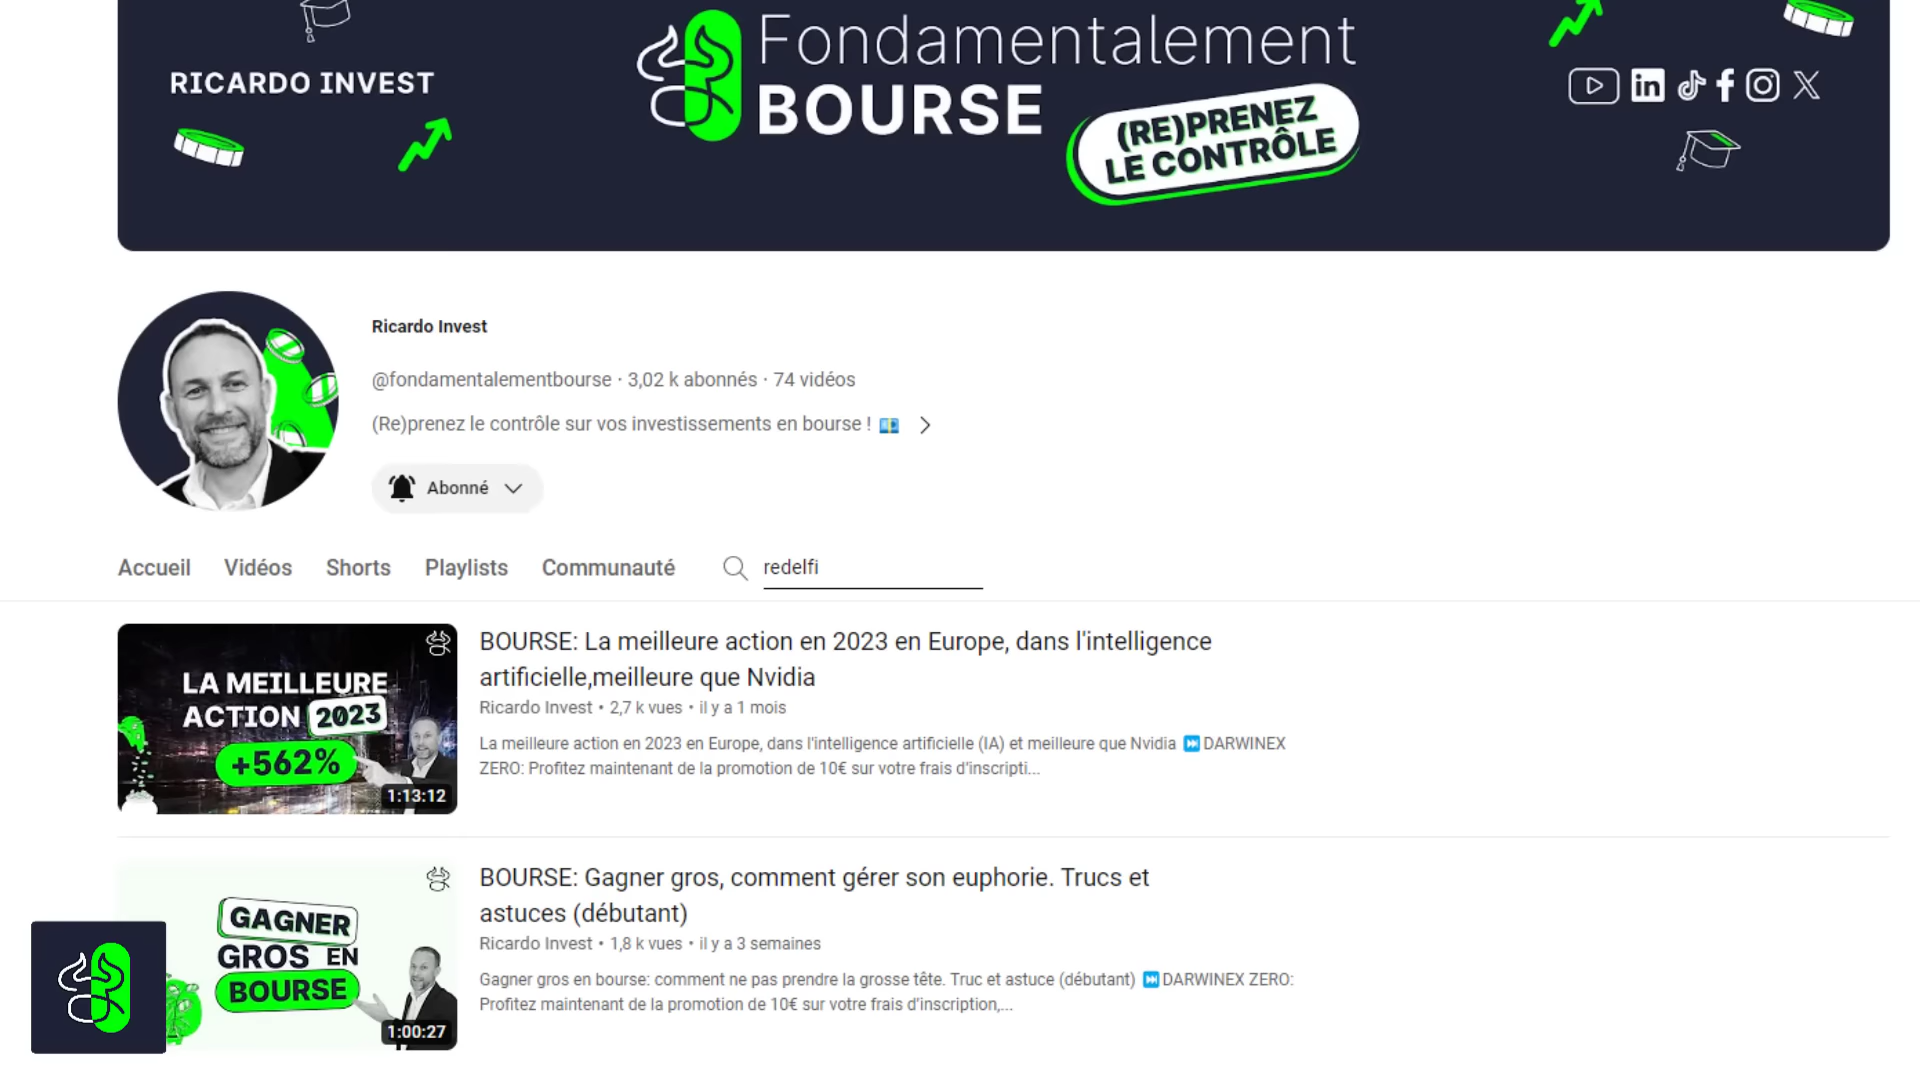 RICARDO INVEST
Fondamentalement
BOURSE
(RE)PRENEZ
LE CONTRÔLE
Ricardo Invest
@fondamentalementbourse · 3,02 k abonnés · 74 vidéos
(Re)prenez le contrôle sur vos investissements en bourse !
Abonné
Accueil Vidéos Shorts Playlists Communauté redelfi
LA MEILLEURE
ACTION 2023
+562%
1:13:12
BOURSE: La meilleure action en 2023 en Europe, dans l'intelligence
artificielle,meilleure que Nvidia
Ricardo Invest • 2,7 k vues • il y a 1 mois
La meilleure action en 2023 en Europe, dans l'intelligence artificielle (IA) et meilleure que Nvidia ⏭️ DARWINEX
ZERO: Profitez maintenant de la promotion de 10€ sur votre frais d'inscripti...
GAGNER
GROS EN
BOURSE
1:00:27
BOURSE: Gagner gros, comment gérer son euphorie. Trucs et
astuces (débutant)
Ricardo Invest • 1,8 k vues • il y a 3 semaines
Gagner gros en bourse: comment ne pas prendre la grosse tête. Truc et astuce (débutant) ⏭️ DARWINEX ZERO:
Profitez maintenant de la promotion de 10€ sur votre frais d'inscription,...